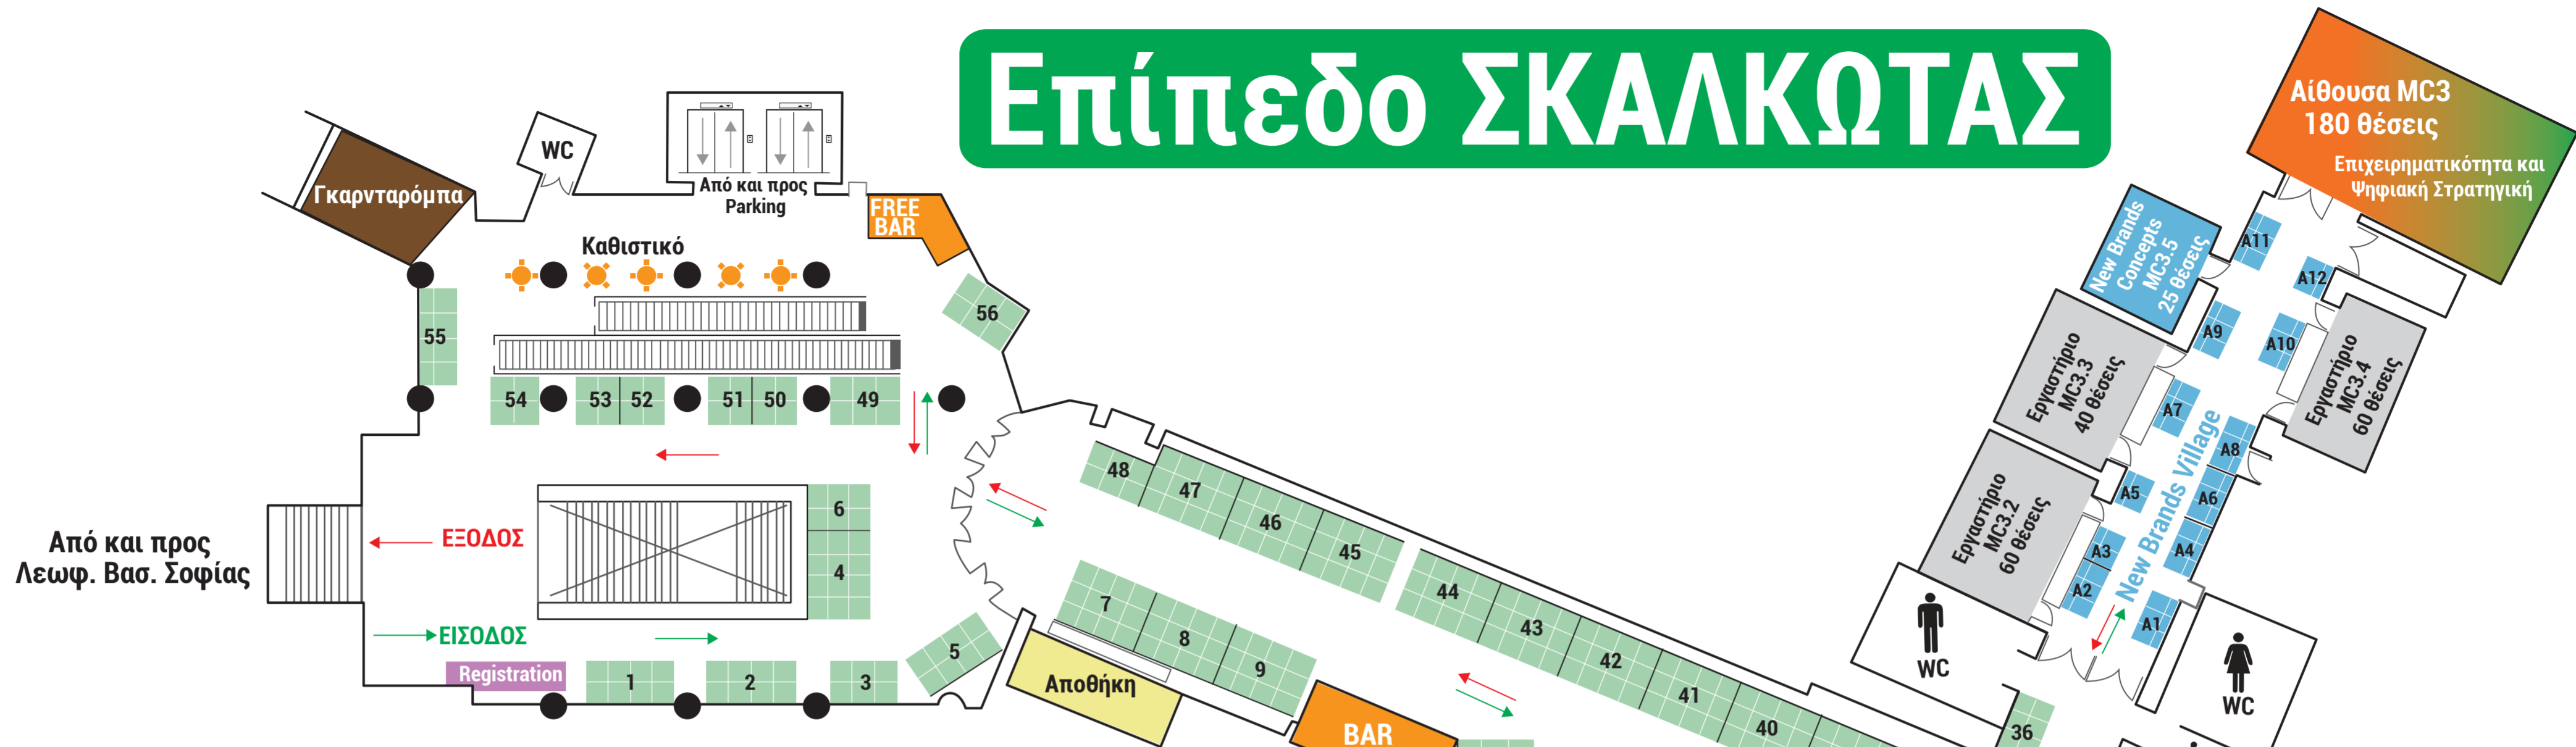 Επίπεδο ΣΚΑΛΚΩΤΑΣ
Αίθουσα MC3
180 θέσεις
Επιχειρηματικότητα και
Ψηφιακή Στρατηγική
WC
Γκαρνταρόμπα
Από και προς
Parking
FREE
BAR
Καθιστικό
55
56
54
53
52
51
50
49
6
4
Από και προς
Λεωφ. Βασ. Σοφίας
ΕΞΟΔΟΣ
ΕΙΣΟΔΟΣ
Registration
1
2
3
5
48
47
46
45
44
43
42
41
40
7
8
9
Αποθήκη
BAR
New Brands
Concepts
MC3.5
25 θέσεις
Εργαστήριο
MC3.3
40 θέσεις
Εργαστήριο
MC3.4
60 θέσεις
Εργαστήριο
MC3.2
60 θέσεις
New Brands Village
A11
A12
A9
A10
A7
A8
A5
A6
A3
A4
A2
A1
WC
WC
36